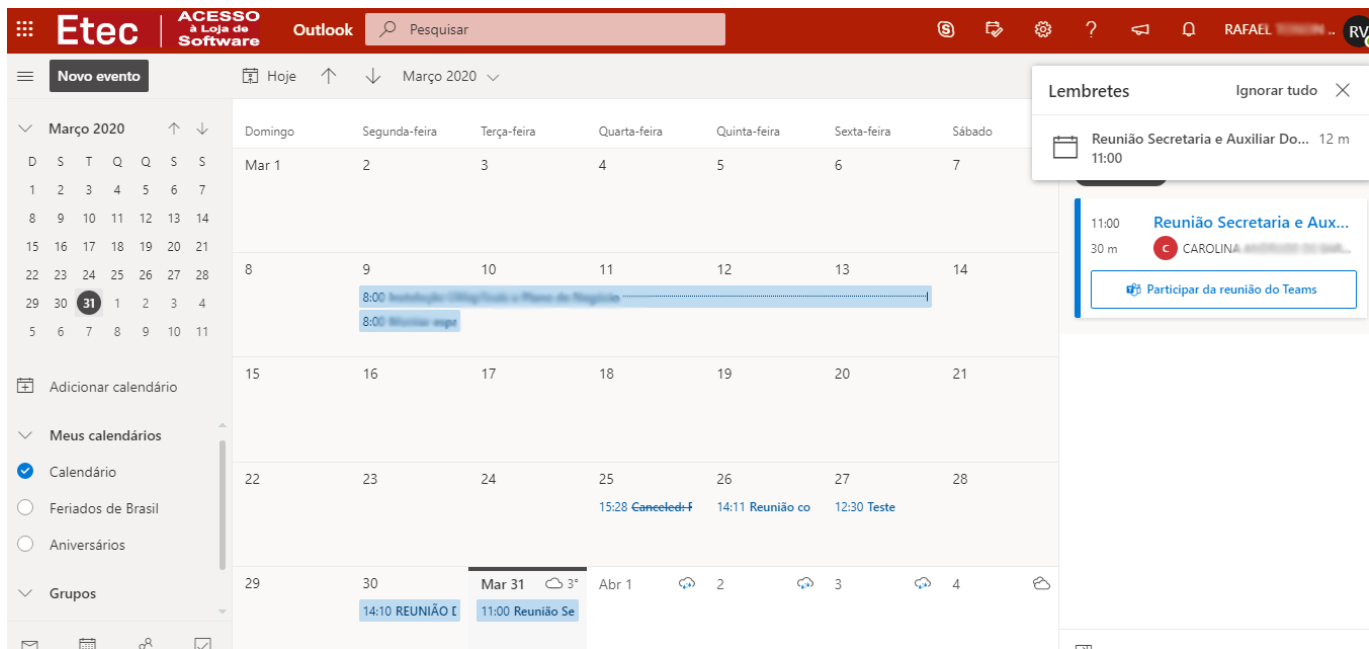 Etec
ACESSO
à Loja de
Software
Outlook
Pesquisar
RAFAEL
..
RV
Novo evento
Hoje
Março 2020
Lembretes
Ignorar tudo
Reunião Secretaria e Auxiliar Do... 12 m
11:00
Março 2020
D S T Q Q S S
1 2 3 4 5 6 7
8 9 10 11 12 13 14
15 16 17 18 19 20 21
22 23 24 25 26 27 28
29 30 31 1 2 3 4
5 6 7 8 9 10 11
Adicionar calendário
Meus calendários
Calendário
Feriados de Brasil
Aniversários
Grupos
Domingo Segunda-feira Terça-feira Quarta-feira Quinta-feira Sexta-feira Sábado
Mar 1 2 3 4 5 6 7
8 9 10 11 12 13 14
8:00
8:00
15 16 17 18 19 20 21
22 23 24 25 26 27 28
15:28 Canceled: F 14:11 Reunião co 12:30 Teste
29 30 Mar 31 3° Abr 1 2 3 4
14:10 REUNIÃO D 11:00 Reunião Se
11:00 Reunião Secretaria e Aux...
30 m C CAROLINA
Participar da reunião do Teams